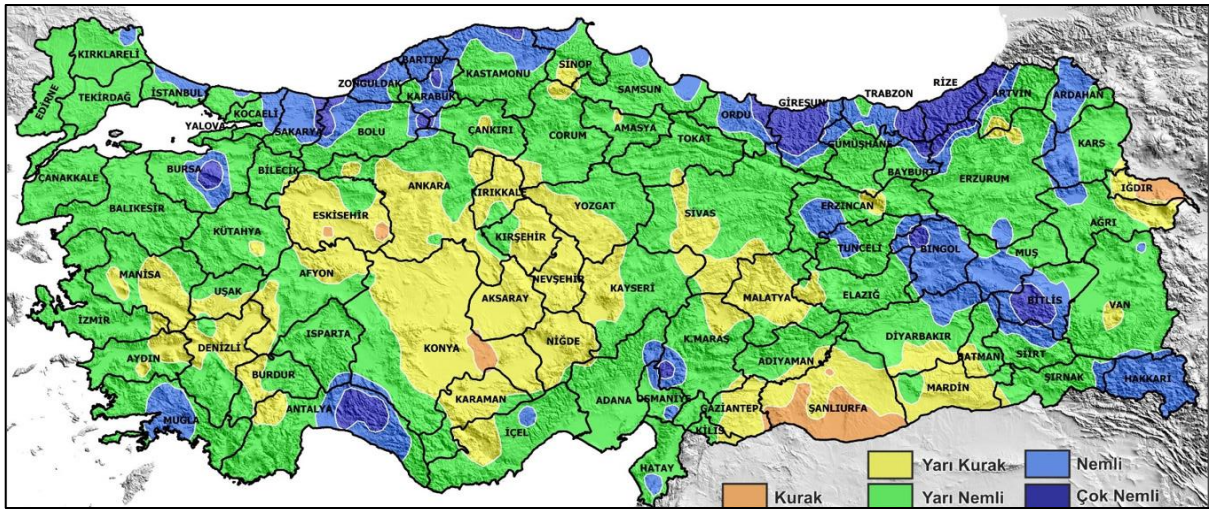 KIRKLARELİ
EDİRNE
TEKİRDAĞ
İSTANBUL
KOCAELİ
YALOVA
SAKARYA
ZONGULDAK
BARTIN
KARABÜK
KASTAMONU
SİNOP
SAMSUN
BOLU
ÇANKIRI
ÇORUM
AMASYA
TOKAT
ORDU
GİRESUN
TRABZON
RİZE
ARTVİN
ARDAHAN
GÜMÜŞHANE
BAYBURT
ERZURUM
KARS
IĞDIR
AĞRI
ÇANAKKALE
BALIKESİR
BURSA
BİLECİK
KÜTAHYA
ESKİSEHİR
ANKARA
KIRIKKALE
YOZGAT
KIRŞEHİR
SİVAS
ERZİNCAN
TUNCELİ
BİNGOL
MUŞ
BİTLİS
VAN
MANİSA
UŞAK
AFYON
İZMİR
AYDIN
DENİZLİ
ISPARTA
BURDUR
KONYA
AKSARAY
NEVŞEHİR
NİĞDE
KAYSERİ
MALATYA
ELAZIĞ
DİYARBAKIR
BATMAN
SİİRT
ŞIRNAK
HAKKARİ
MUĞLA
ANTALYA
KARAMAN
İÇEL
ADANA
K.MARAŞ
OSMANİYE
ADIYAMAN
GAZİANTEP
KİLİS
ŞANLIURFA
MARDİN
HATAY
Yarı Kurak
Nemli
Kurak
Yarı Nemli
Çok Nemli